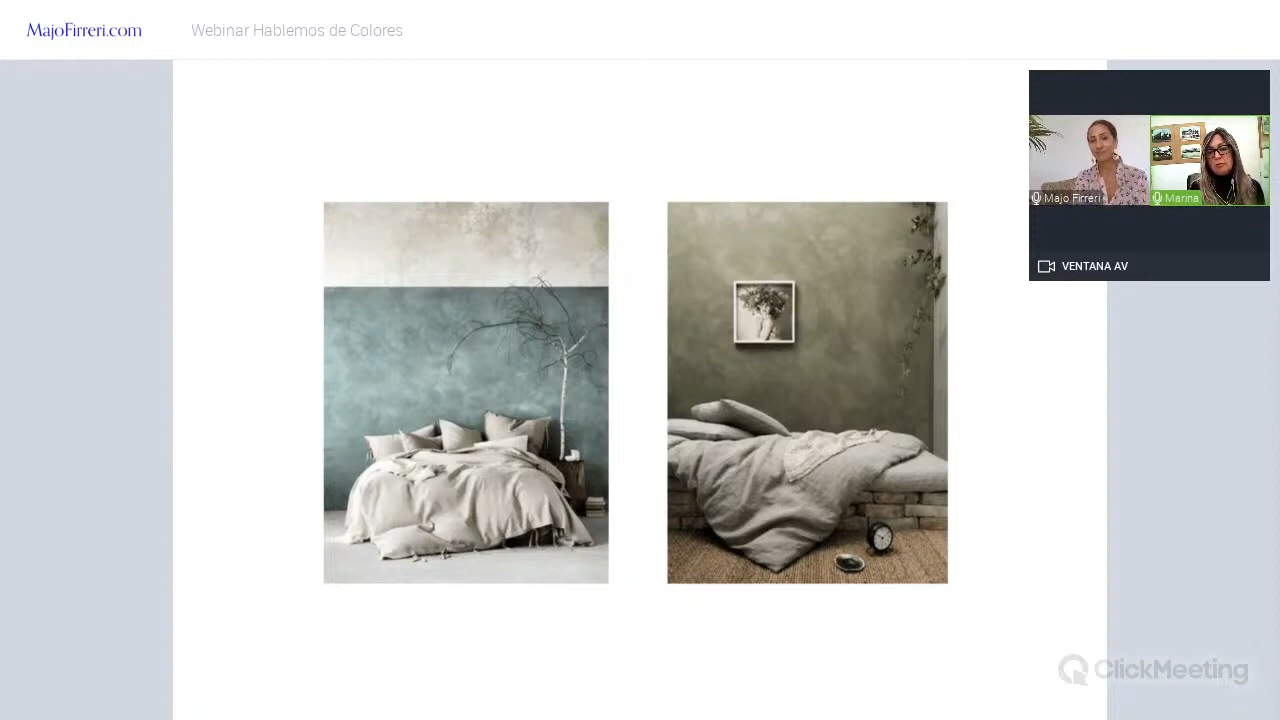 MajoFirreri.com
Webinar Hablemos de Colores
Majo Firreri
Marina
VENTANA AV
ClickMeeting